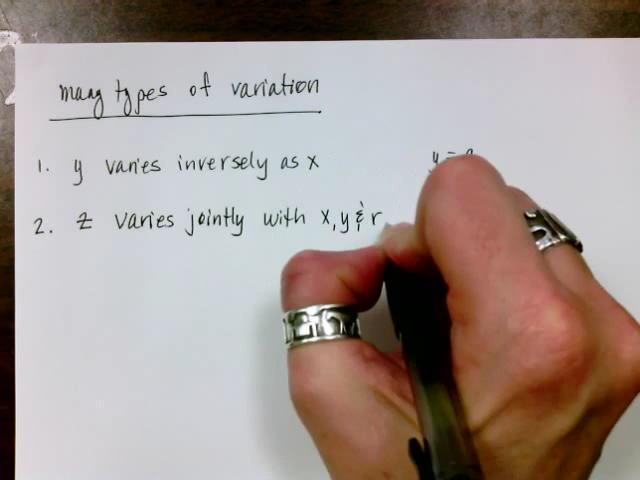 many types of variation
1. y varies inversely as x
y =
2. z varies jointly with x, y & r